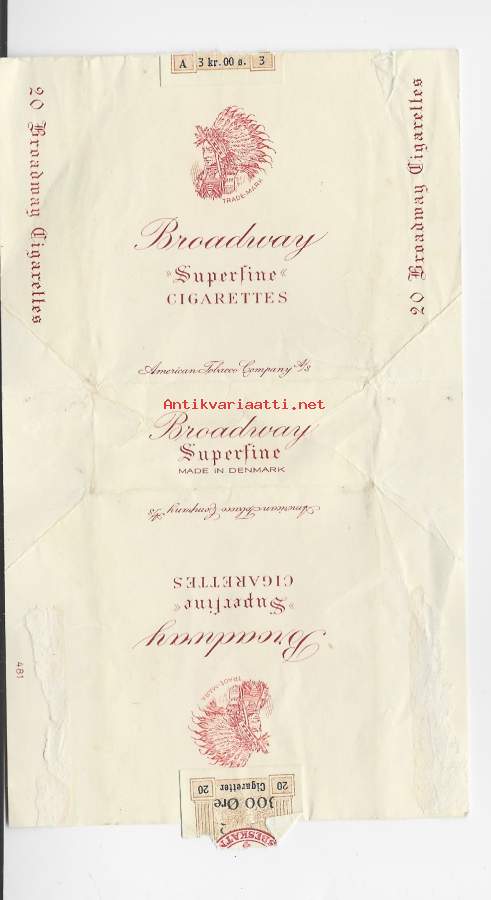 A 3 kr. 00 ø. 3
20 Broadway Cigarettes
20 Broadway Cigarettes
TRADE-MARK
Broadway
»Superfine«
CIGARETTES
American Tobacco Company A/S
Antikvariaatti.net
Broadway
Superfine
MADE IN DENMARK
American Tobacco Company A/S
CIGARETTES
»Superfine«
Broadway
TRADE-MARK
481
20 Cigaretter 20
300 Øre